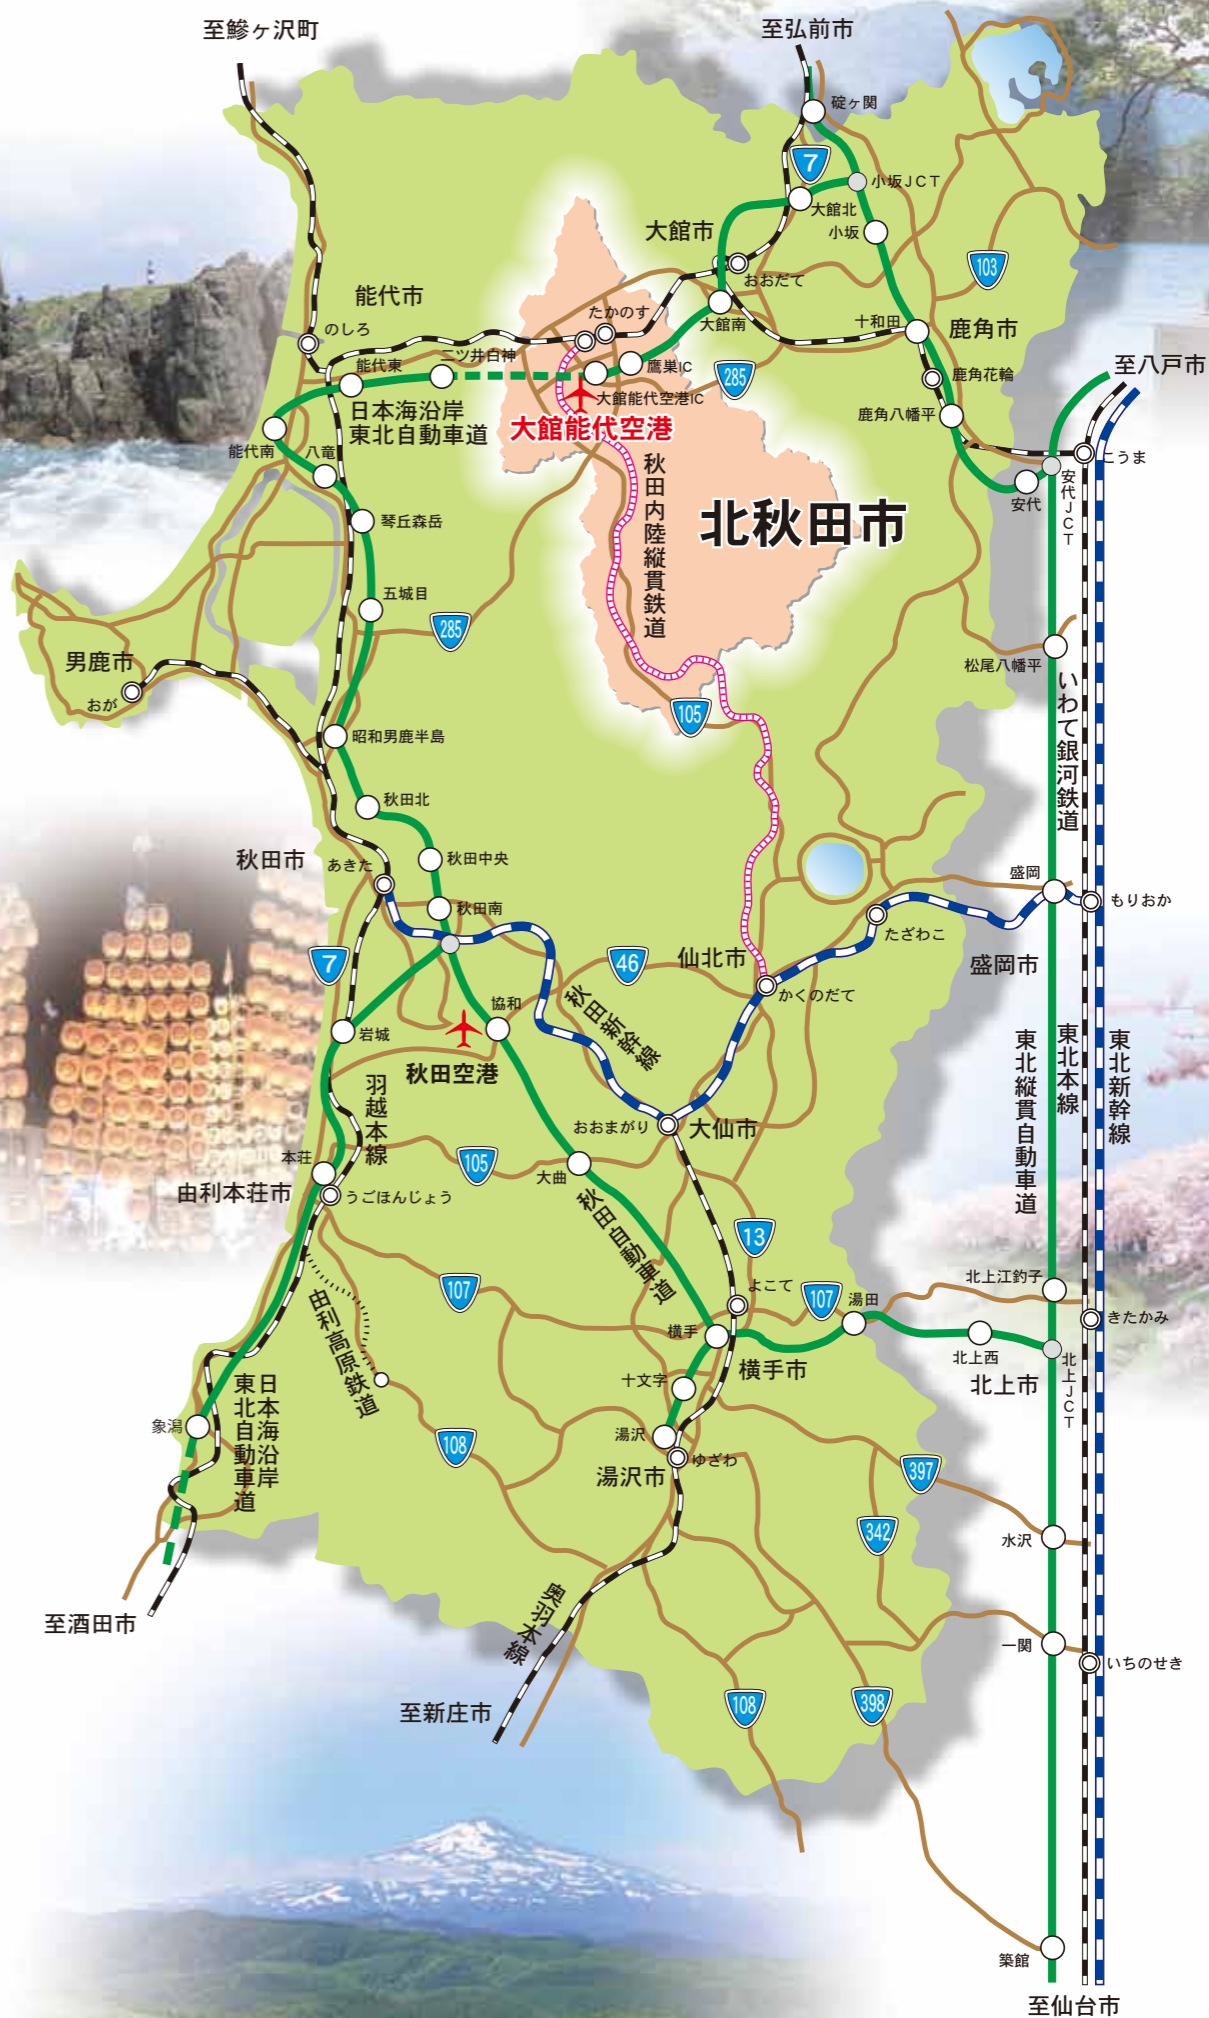 至鰺ヶ沢町
至弘前市
碇ヶ関
7
小坂JCT
大館北
小坂
大館市
おおだて
103
能代市
のしろ
たかのす
大館南
十和田
鹿角市
至八戸市
能代東
二ツ井白神
鷹巣IC
285
鹿角花輪
大館能代空港IC
日本海沿岸
東北自動車道
大館能代空港
鹿角八幡平
能代南
八竜
秋田内陸縦貫鉄道
こうま
安代JCT
安代
北秋田市
琴丘森岳
五城目
285
男鹿市
おが
松尾八幡平
いわて銀河鉄道
105
昭和男鹿半島
秋田北
秋田市
あきた
秋田中央
盛岡
もりおか
秋田南
たざわこ
7
46
仙北市
盛岡市
かくのだて
秋田新幹線
協和
岩城
秋田空港
東北縦貫自動車道
東北本線
東北新幹線
羽越本線
おおまがり
大仙市
本荘
105
大曲
由利本荘市
うごほんじょう
秋田自動車道
13
107
よこて
107
湯田
北上江釣子
きたかみ
由利高原鉄道
横手
横手市
北上西
北上市
北上JCT
十文字
日本海沿岸
東北自動車道
象潟
湯沢
ゆざわ
108
湯沢市
397
342
水沢
奥羽本線
至酒田市
一関
いちのせき
至新庄市
108
398
築館
至仙台市